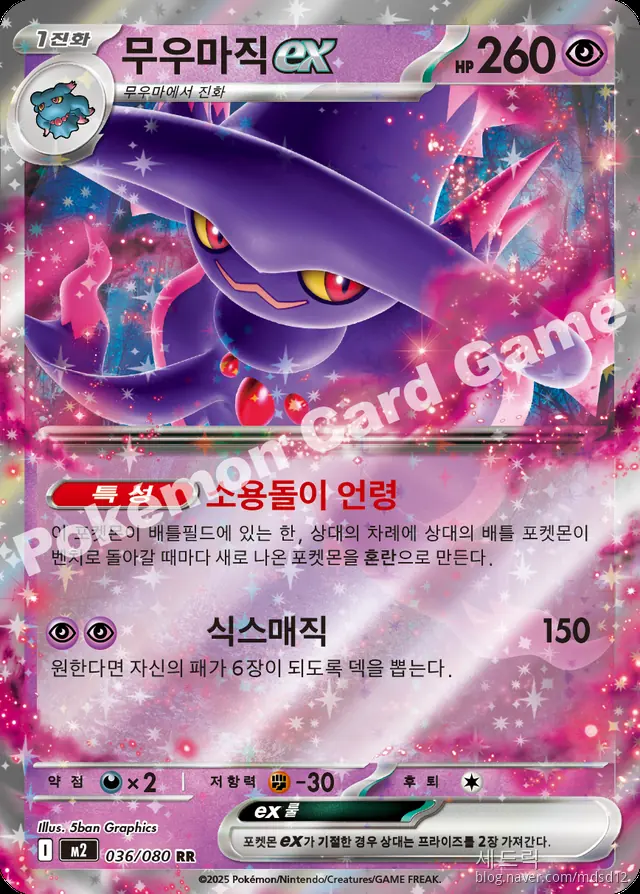 1진화
무우마직 ex
HP 260
무우마에서 진화
Pokémon Card Game
특성 소용돌이 언령
이 포켓몬이 배틀필드에 있는 한, 상대의 차례에 상대의 배틀 포켓몬이
벤치로 돌아갈 때마다 새로 나온 포켓몬을 혼란으로 만든다.
식스매직 150
원한다면 자신의 패가 6장이 되도록 덱을 뽑는다.
약점 ×2 저항력 -30 후퇴
ex 룰
포켓몬 ex가 기절한 경우 상대는 프라이즈를 2장 가져간다.
Illus. 5ban Graphics
I M2 036/080 RR
세드릭
blog.naver.com/mdsd12
©2025 Pokémon/Nintendo/Creatures/GAME FREAK.